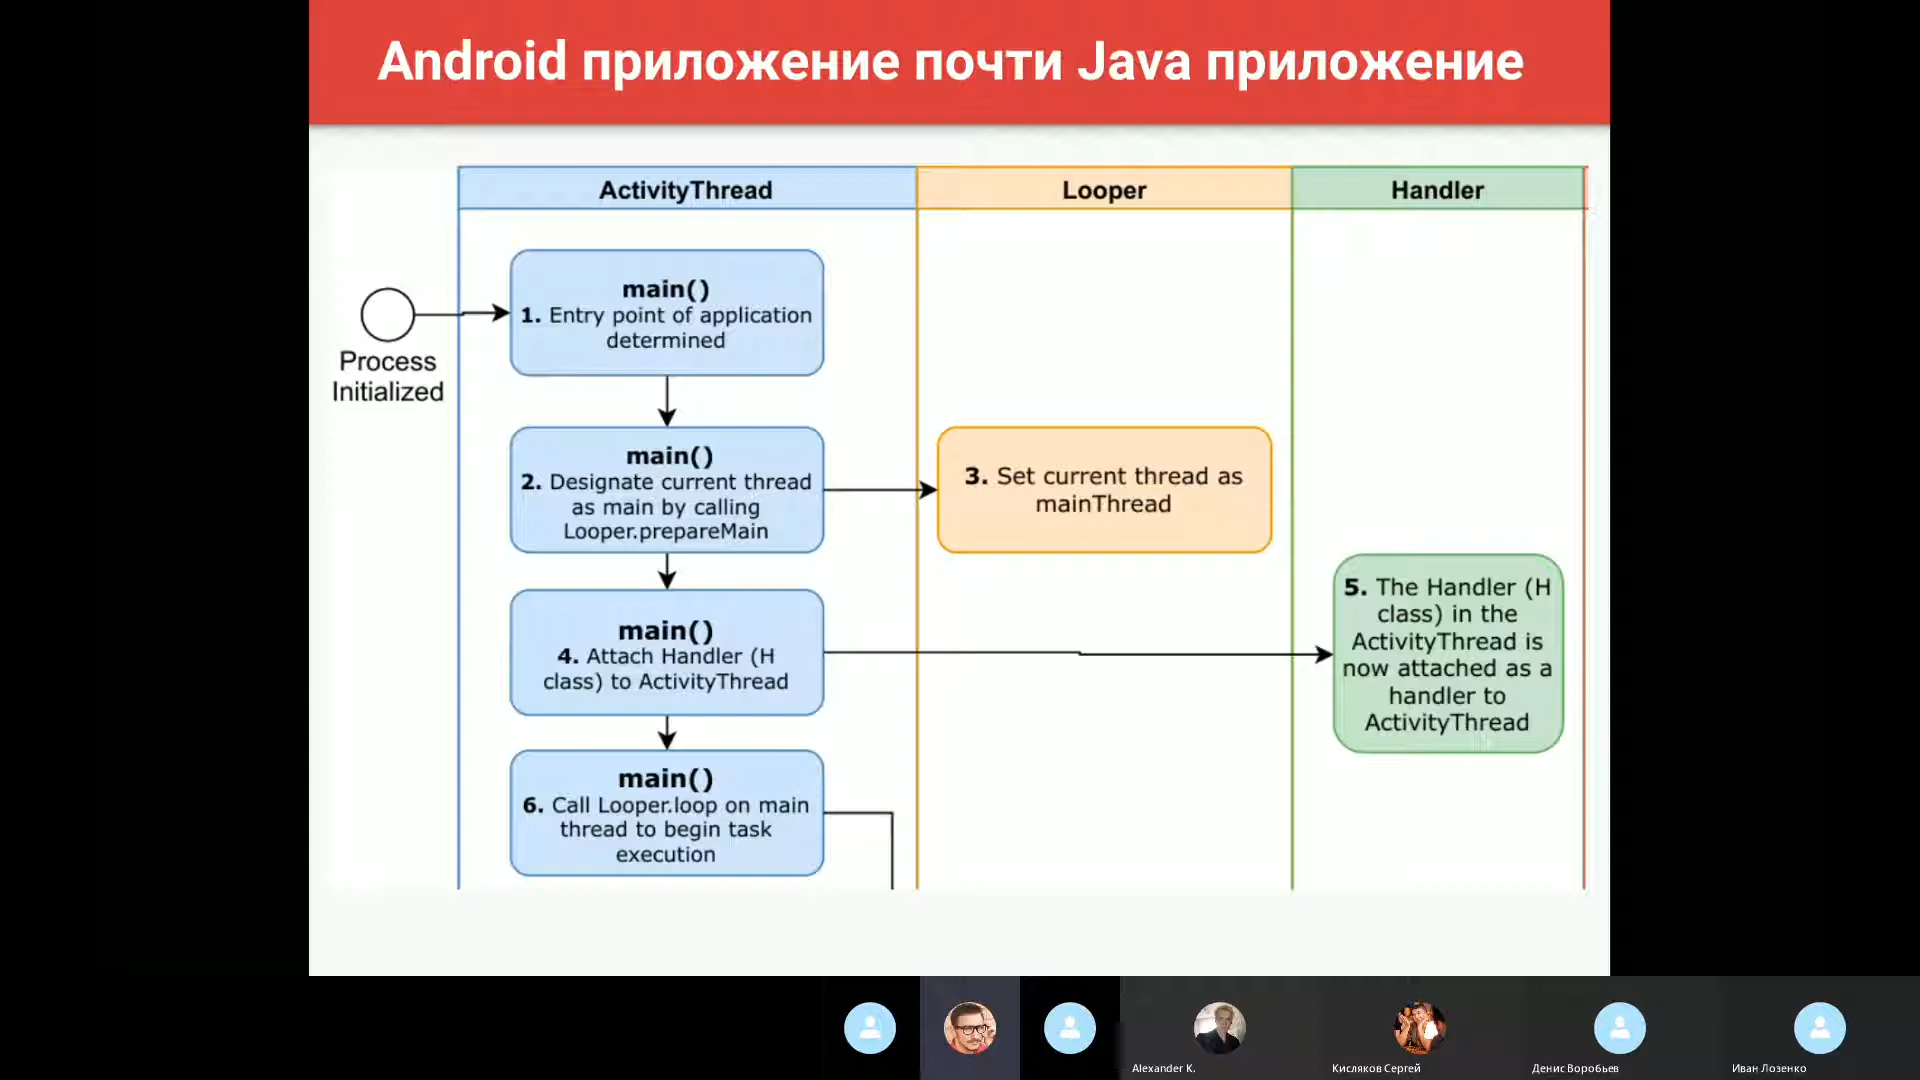 Android приложение почти Java приложение
ActivityThread
Looper
Handler
Process
Initialized
main()
1. Entry point of application
determined
main()
2. Designate current thread
as main by calling
Looper.prepareMain
3. Set current thread as
mainThread
main()
4. Attach Handler (H
class) to ActivityThread
5. The Handler (H
class) in the
ActivityThread is
now attached as a
handler to
ActivityThread
main()
6. Call Looper.loop on main
thread to begin task
execution
Alexander K.
Кисляков Сергей
Денис Воробьев
Иван Лозенко